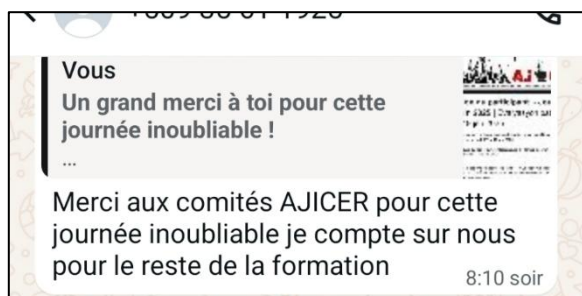 Vous
Un grand merci à toi pour cette
journée inoubliable !
...
AJ
Merci aux comités AJICER pour cette
journée inoubliable je compte sur nous
pour le reste de la formation
8:10 soir